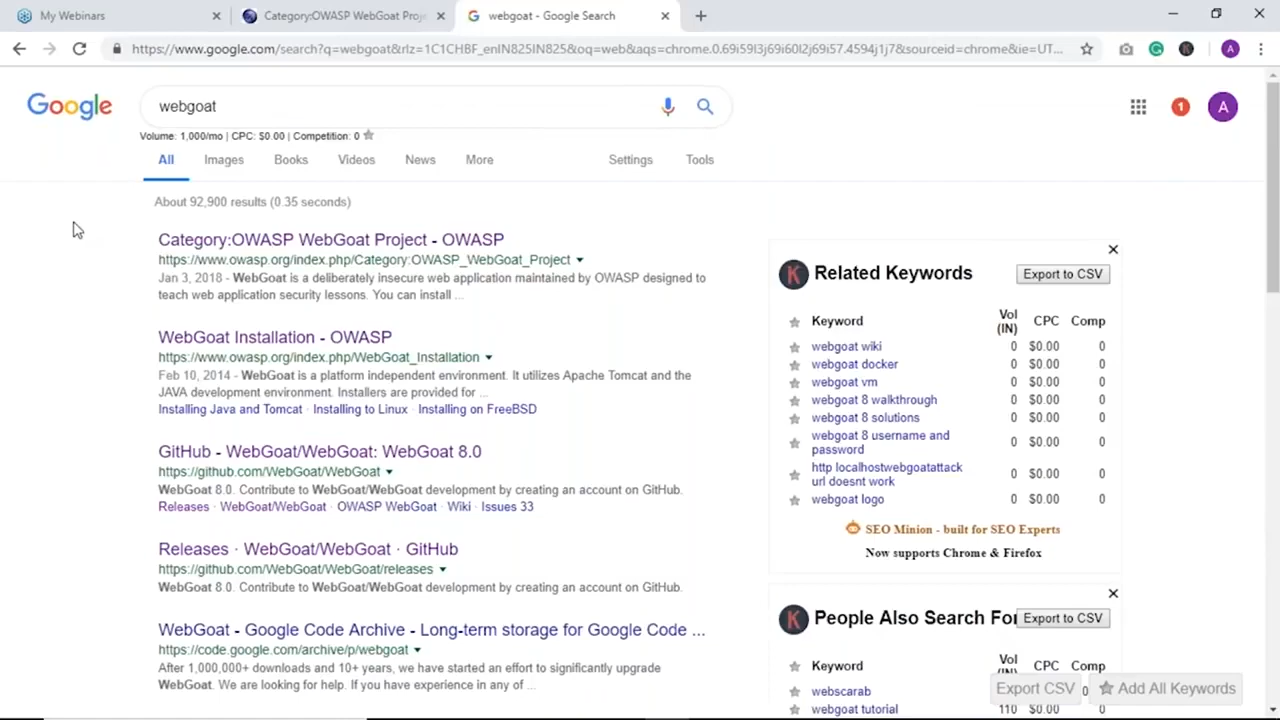 My Webinars
Category:OWASP WebGoat Proj
webgoat - Google Search
https://www.google.com/search?q=webgoat&rlz=1C1CHBF_enIN825IN825&oq=web&aqs=chrome.0.69i59l3j69i60l2j69i57.4594j1j7&sourceid=chrome&ie=UT...
A
Google
webgoat
1
A
Volume: 1,000/mo | CPC: $0.00 | Competition: 0
All Images Books Videos News More Settings Tools
About 92,900 results (0.35 seconds)
Category:OWASP WebGoat Project - OWASP
https://www.owasp.org/index.php/Category:OWASP_WebGoat_Project
Jan 3, 2018 - WebGoat is a deliberately insecure web application maintained by OWASP designed to
teach web application security lessons. You can install ...
WebGoat Installation - OWASP
https://www.owasp.org/index.php/WebGoat_Installation
Feb 10, 2014 - WebGoat is a platform independent environment. It utilizes Apache Tomcat and the
JAVA development environment. Installers are provided for ...
Installing Java and Tomcat · Installing to Linux · Installing on FreeBSD
GitHub - WebGoat/WebGoat: WebGoat 8.0
https://github.com/WebGoat/WebGoat
WebGoat 8.0. Contribute to WebGoat/WebGoat development by creating an account on GitHub.
Releases · WebGoat/WebGoat · OWASP WebGoat · Wiki · Issues 33
Releases · WebGoat/WebGoat · GitHub
https://github.com/WebGoat/WebGoat/releases
WebGoat 8.0. Contribute to WebGoat/WebGoat development by creating an account on GitHub.
WebGoat - Google Code Archive - Long-term storage for Google Code ...
https://code.google.com/archive/p/webgoat
After 1,000,000+ downloads and 10+ years, we have started an effort to significantly upgrade
WebGoat. We are looking for help. If you have experience in any of ...
K Related Keywords Export to CSV
Keyword Vol (IN) CPC Comp
webgoat wiki 0 $0.00 0
webgoat docker 0 $0.00 0
webgoat vm 0 $0.00 0
webgoat 8 walkthrough 0 $0.00 0
webgoat 8 solutions 0 $0.00 0
webgoat 8 username and
password 0 $0.00 0
http localhostwebgoatattack
url doesnt work 0 $0.00 0
webgoat logo 0 $0.00 0
SEO Minion - built for SEO Experts
Now supports Chrome & Firefox
K People Also Search For Export to CSV
Keyword Vol (IN) CPC Comp
webscarab 0
webgoat tutorial 110 $0.00 0
Export CSV Add All Keywords